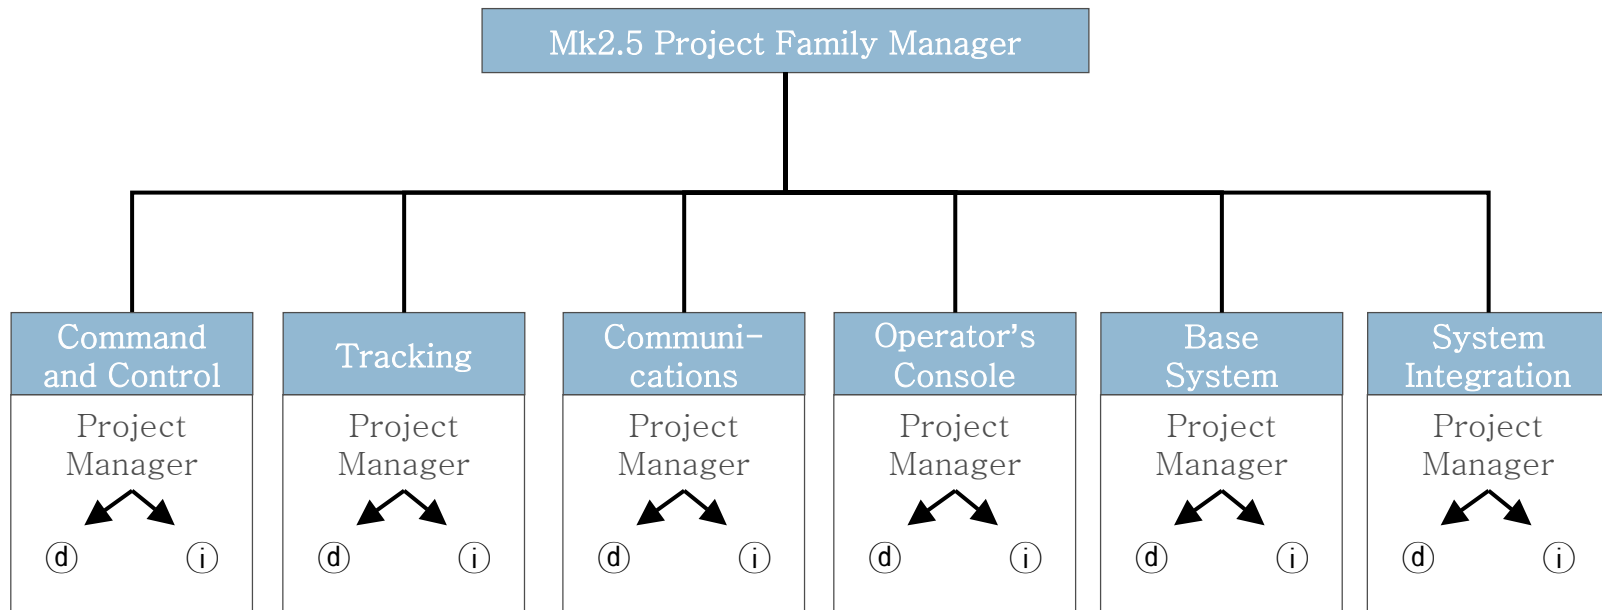 Mk2.5 Project Family Manager
Command
and Control
Tracking
Communi-
cations
Operator's
Console
Base
System
System
Integration
Project
Manager
Project
Manager
Project
Manager
Project
Manager
Project
Manager
Project
Manager
ⓓ ⓘ ⓓ ⓘ ⓓ ⓘ ⓓ ⓘ ⓓ ⓘ ⓓ ⓘ